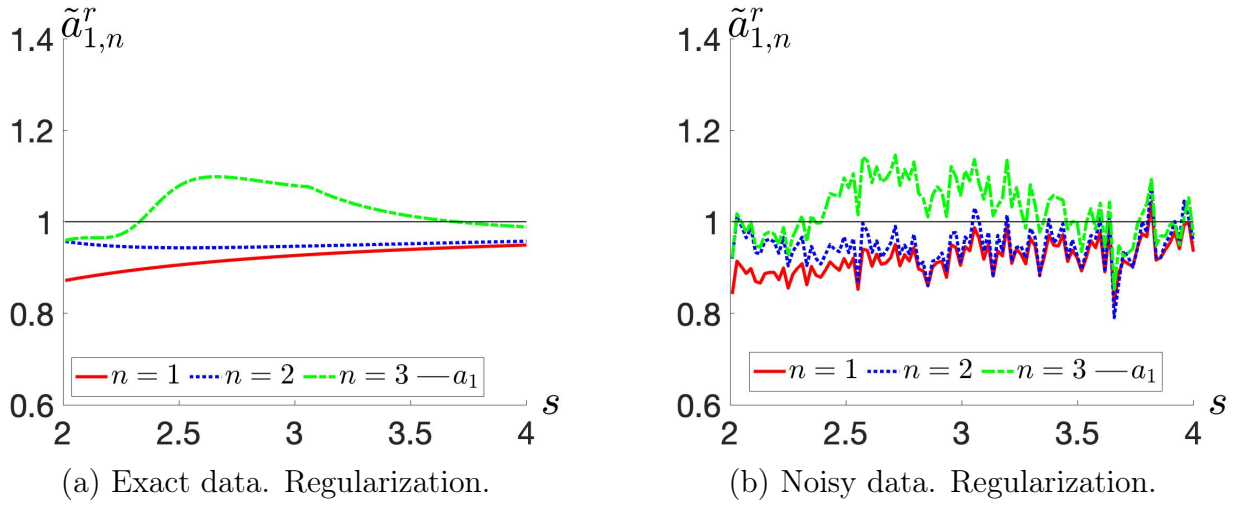 ã^r_{1,n} ã^r_{1,n}
1.4 1.4
1.2 1.2
1 1
0.8 0.8
n = 1 n = 2 n = 3 a_1 n = 1 n = 2 n = 3 a_1
0.6 s 0.6 s
2 2.5 3 3.5 4 2 2.5 3 3.5 4
(a) Exact data. Regularization. (b) Noisy data. Regularization.